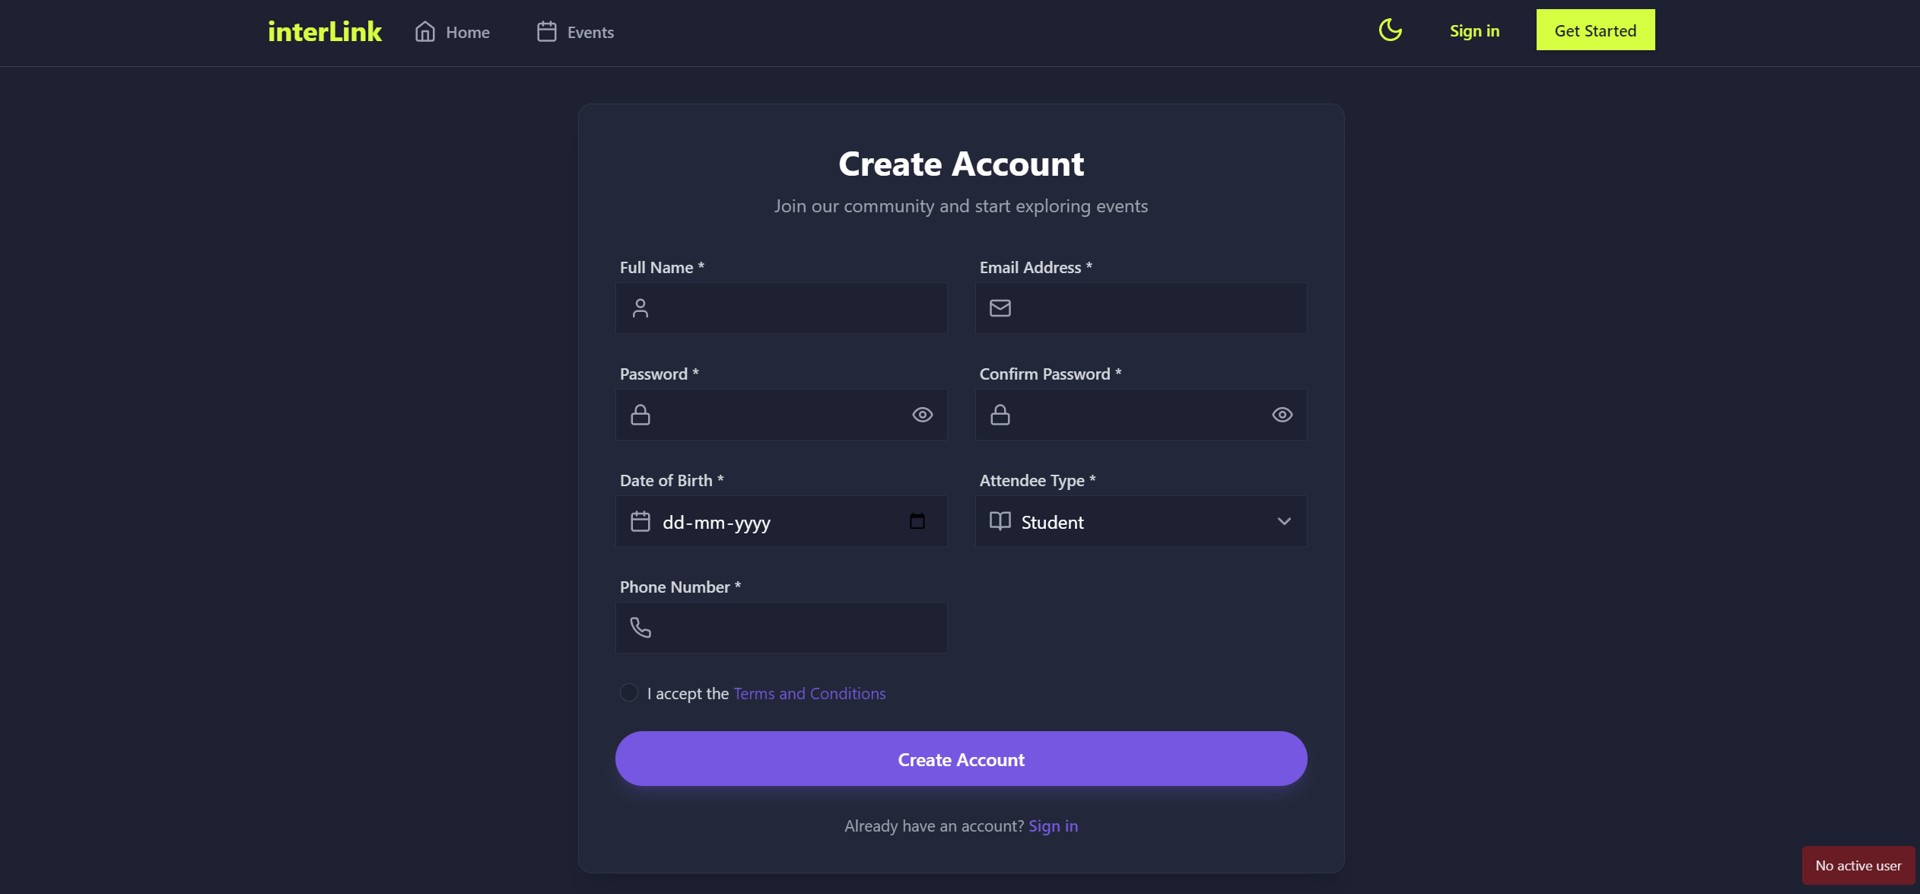 interLink
Home
Events
Sign in
Get Started
Create Account
Join our community and start exploring events
Full Name *
Email Address *
Password *
Confirm Password *
Date of Birth *
Attendee Type *
dd-mm-yyyy
Student
Phone Number *
I accept the Terms and Conditions
Create Account
Already have an account? Sign in
No active user